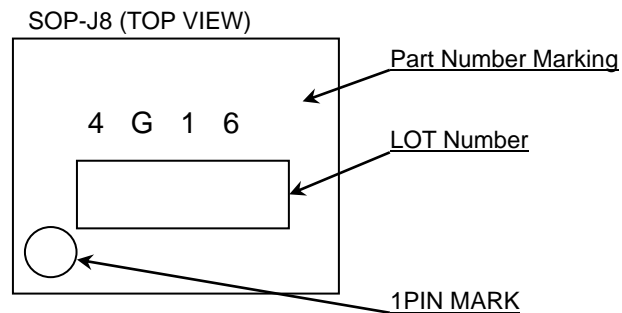 SOP-J8 (TOP VIEW)
Part Number Marking
4 G 1 6
LOT Number
1PIN MARK